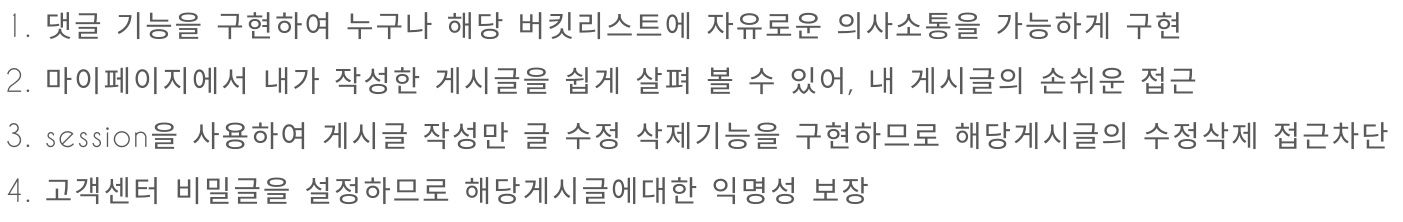 1. 댓글 기능을 구현하여 누구나 해당 버킷리스트에 자유로운 의사소통을 가능하게 구현
2. 마이페이지에서 내가 작성한 게시글을 쉽게 살펴 볼 수 있어, 내 게시글의 손쉬운 접근
3. session을 사용하여 게시글 작성만 글 수정 삭제기능을 구현하므로 해당게시글의 수정삭제 접근차단
4. 고객센터 비밀글을 설정하므로 해당게시글에대한 익명성 보장